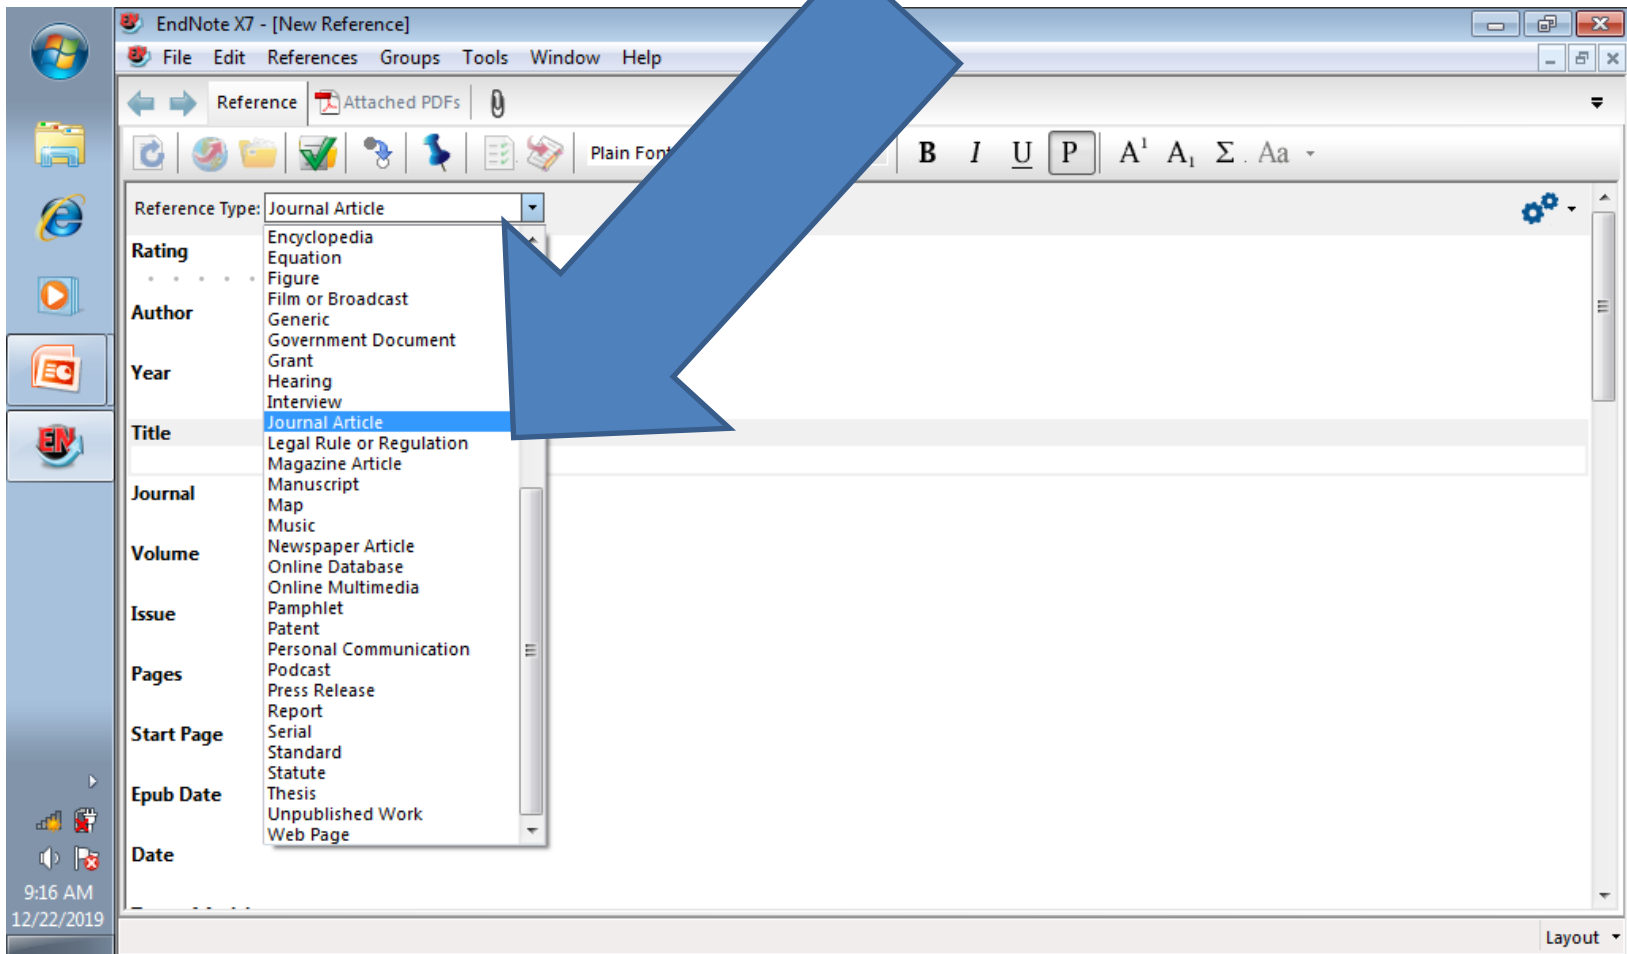 EndNote X7 - [New Reference]
File Edit References Groups Tools Window Help
Reference Attached PDFs
Plain Font B I U P A1 A1 Σ Aa
Reference Type: Journal Article
Encyclopedia
Rating
Equation
Figure
Film or Broadcast
Author
Generic
Government Document
Grant
Year
Hearing
Interview
Journal Article
Title
Legal Rule or Regulation
Magazine Article
Manuscript
Journal
Map
Music
Newspaper Article
Volume
Online Database
Online Multimedia
Pamphlet
Issue
Patent
Personal Communication
Podcast
Pages
Press Release
Report
Serial
Start Page
Standard
Statute
Thesis
Epub Date
Unpublished Work
Web Page
Date
9:16 AM
12/22/2019
Layout